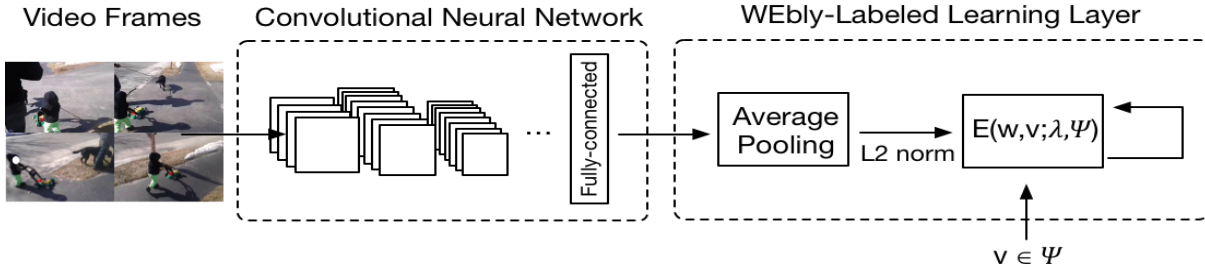 Video Frames
Convolutional Neural Network
WEbly-Labeled Learning Layer
Fully-connected
...
Average
Pooling
L2 norm
E(w,v;λ,Ψ)
v ∈ Ψ